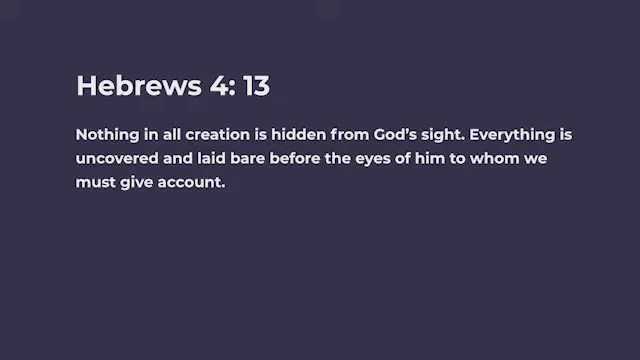 Hebrews 4: 13
Nothing in all creation is hidden from God's sight. Everything is
uncovered and laid bare before the eyes of him to whom we
must give account.